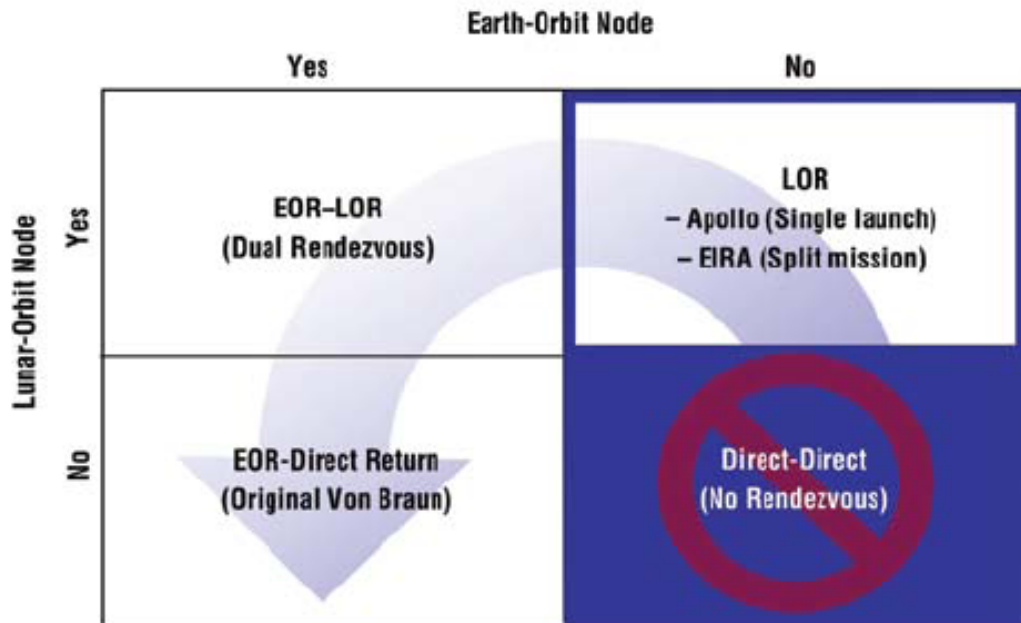 Earth-Orbit Node
Yes
No
Lunar-Orbit Node
Yes
EOR–LOR
(Dual Rendezvous)
LOR
– Apollo (Single launch)
– EIRA (Split mission)
No
EOR-Direct Return
(Original Von Braun)
Direct-Direct
(No Rendezvous)